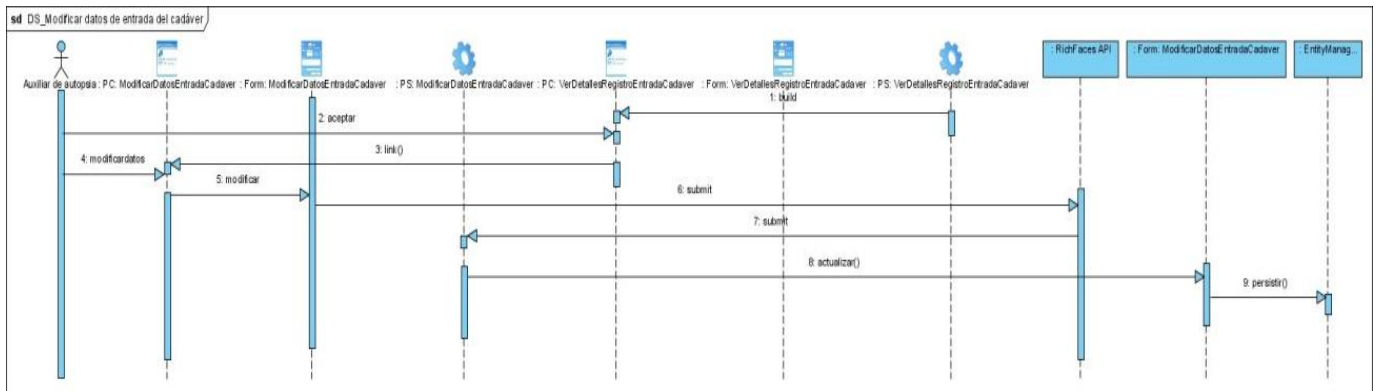 sd DS_Modificar datos de entrada del cadáver
: RichFaces API
: Form: ModificarDatosEntradaCadaver
: EntityManag...
Auxiliar de autopsia
: PC: ModificarDatosEntradaCadaver
: Form: ModificarDatosEntradaCadaver
: PS: ModificarDatosEntradaCadaver
: PC: VerDetallesRegistroEntradaCadaver
: Form: VerDetallesRegistroEntradaCadaver
: PS: VerDetallesRegistroEntradaCadaver
1: build
2: aceptar
3: link()
4: modificardatos
5: modificar
6: submit
7: submit
8: actualizar()
9: persistir()